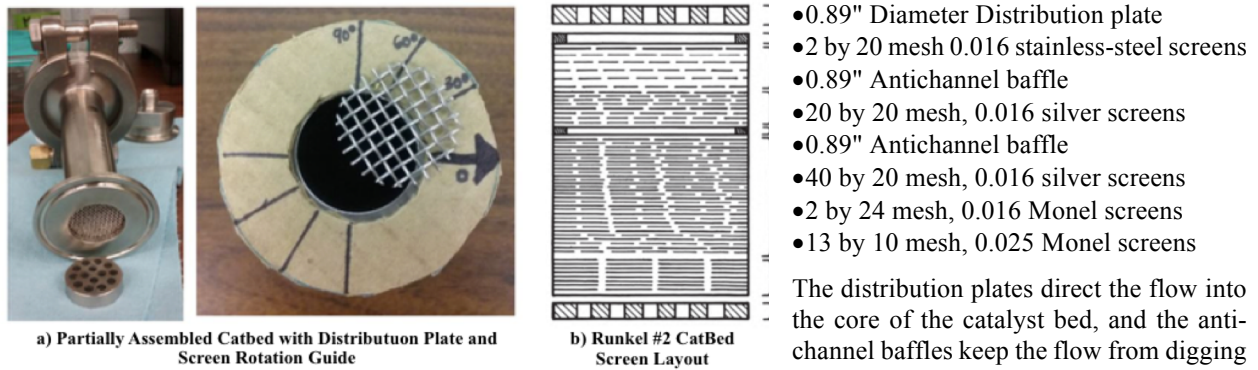 90°
60°
30°
0
a) Partially Assembled Catbed with Distributuon Plate and
Screen Rotation Guide
b) Runkel #2 CatBed
Screen Layout
•0.89" Diameter Distribution plate
•2 by 20 mesh 0.016 stainless-steel screens
•0.89" Antichannel baffle
•20 by 20 mesh, 0.016 silver screens
•0.89" Antichannel baffle
•40 by 20 mesh, 0.016 silver screens
•2 by 24 mesh, 0.016 Monel screens
•13 by 10 mesh, 0.025 Monel screens
The distribution plates direct the flow into
the core of the catalyst bed, and the anti-
channel baffles keep the flow from digging